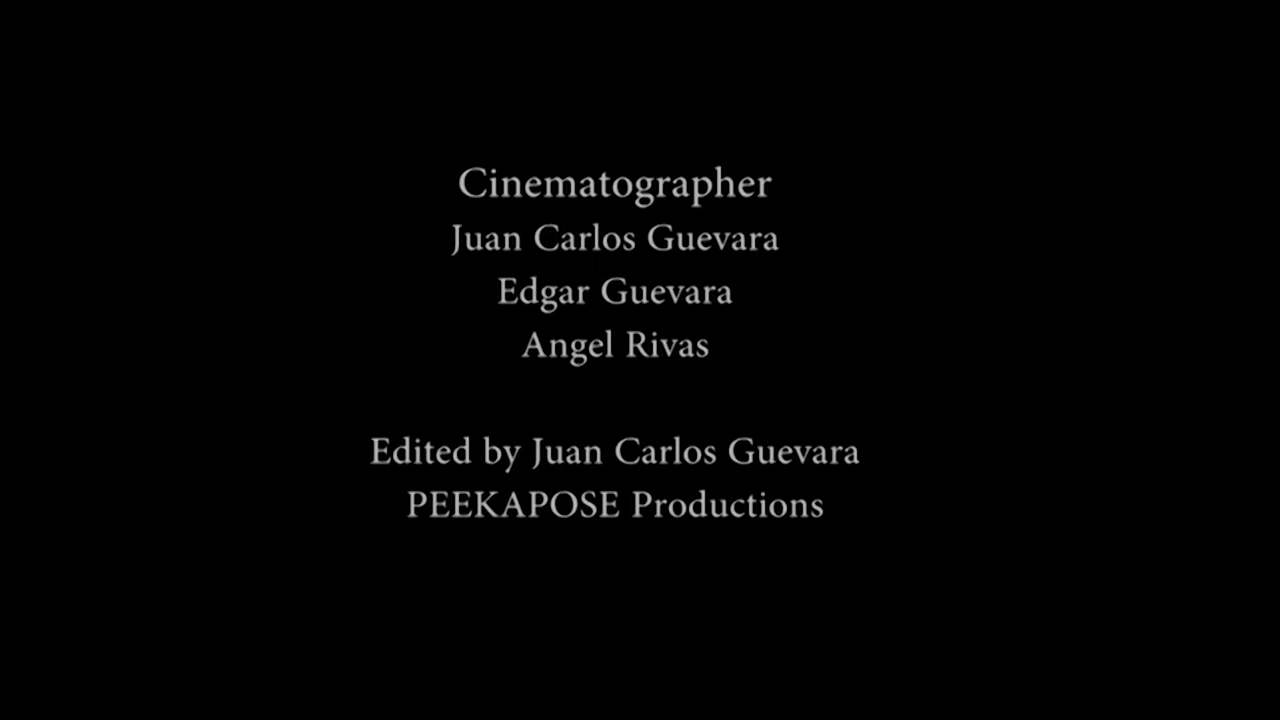 Cinematographer
Juan Carlos Guevara
Edgar Guevara
Angel Rivas
Edited by Juan Carlos Guevara
PEEKAPOSE Productions